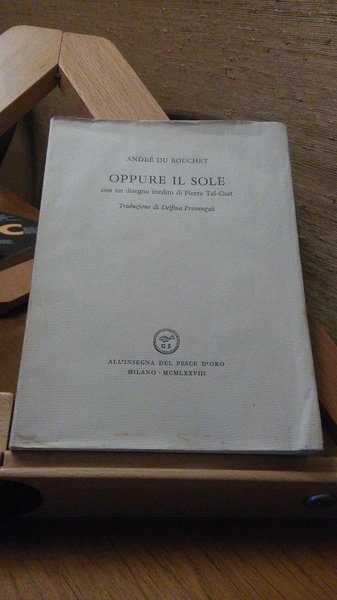 ANDRÉ DU BOUCHET
OPPURE IL SOLE
con un disegno inedito di Pierre Tal-Coat
Traduzione di Delfina Provenzali
G S
ALL'INSEGNA DEL PESCE D'ORO
MILANO - MCMLXXVIII
C